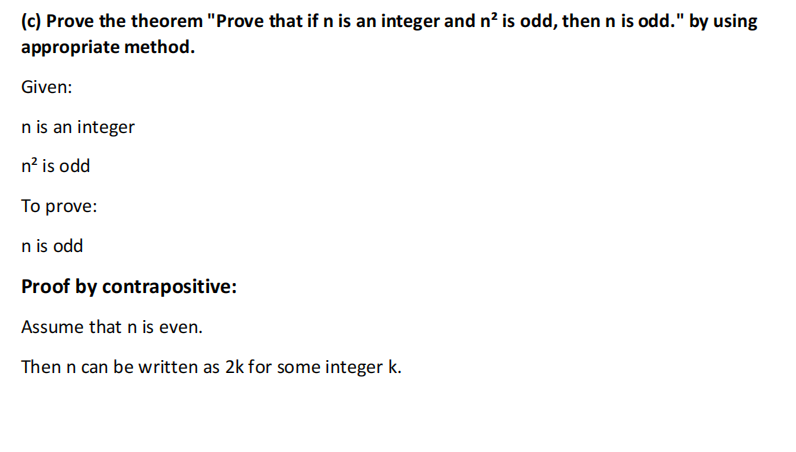 (c) Prove the theorem "Prove that if n is an integer and n² is odd, then n is odd." by using
appropriate method.
Given:
n is an integer
n² is odd
To prove:
n is odd
Proof by contrapositive:
Assume that n is even.
Then n can be written as 2k for some integer k.